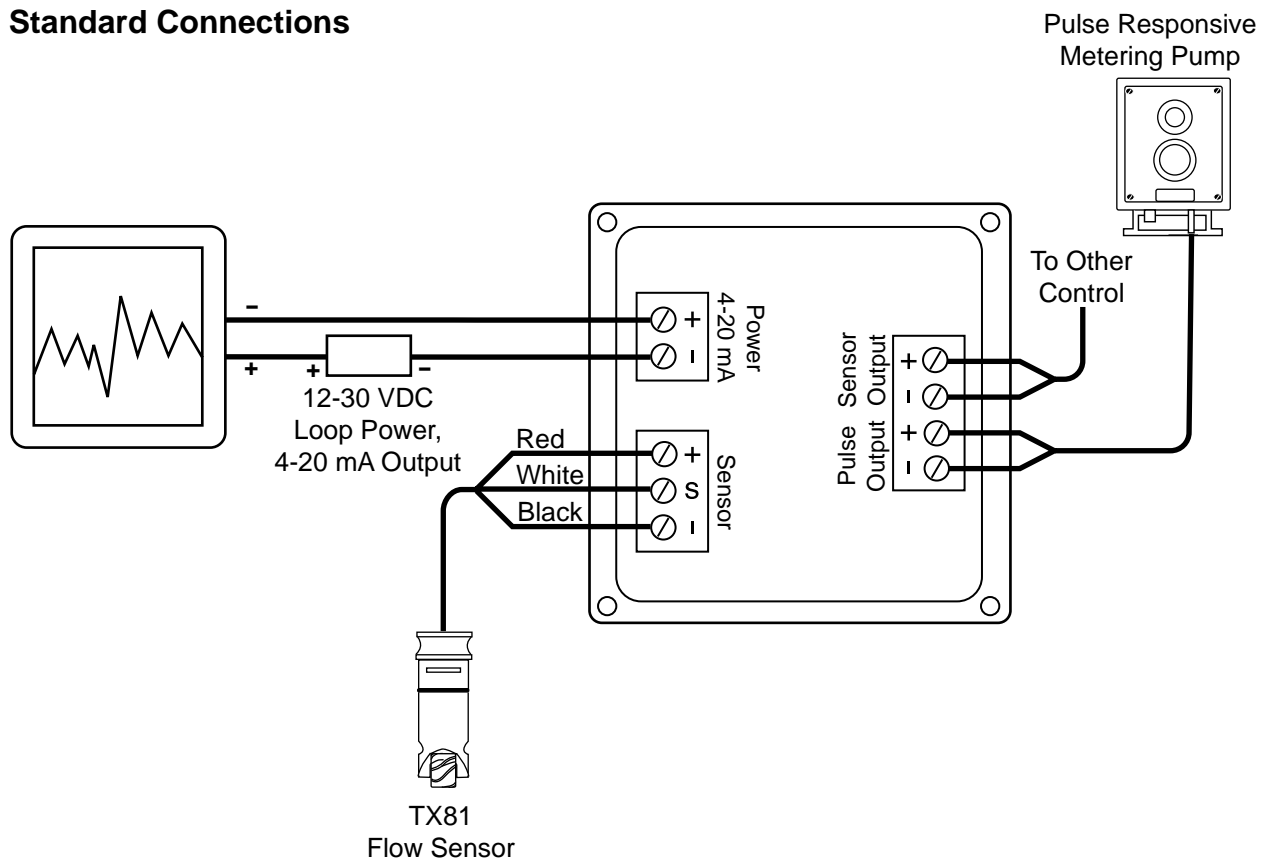 Standard Connections
Pulse Responsive
Metering Pump
To Other
Control
-
+
+
-
12-30 VDC
Loop Power,
4-20 mA Output
+
-
Power
4-20 mA
Red
White
Black
+
S
-
Sensor
Sensor
Output
+
-
Pulse
Output
+
-
TX81
Flow Sensor